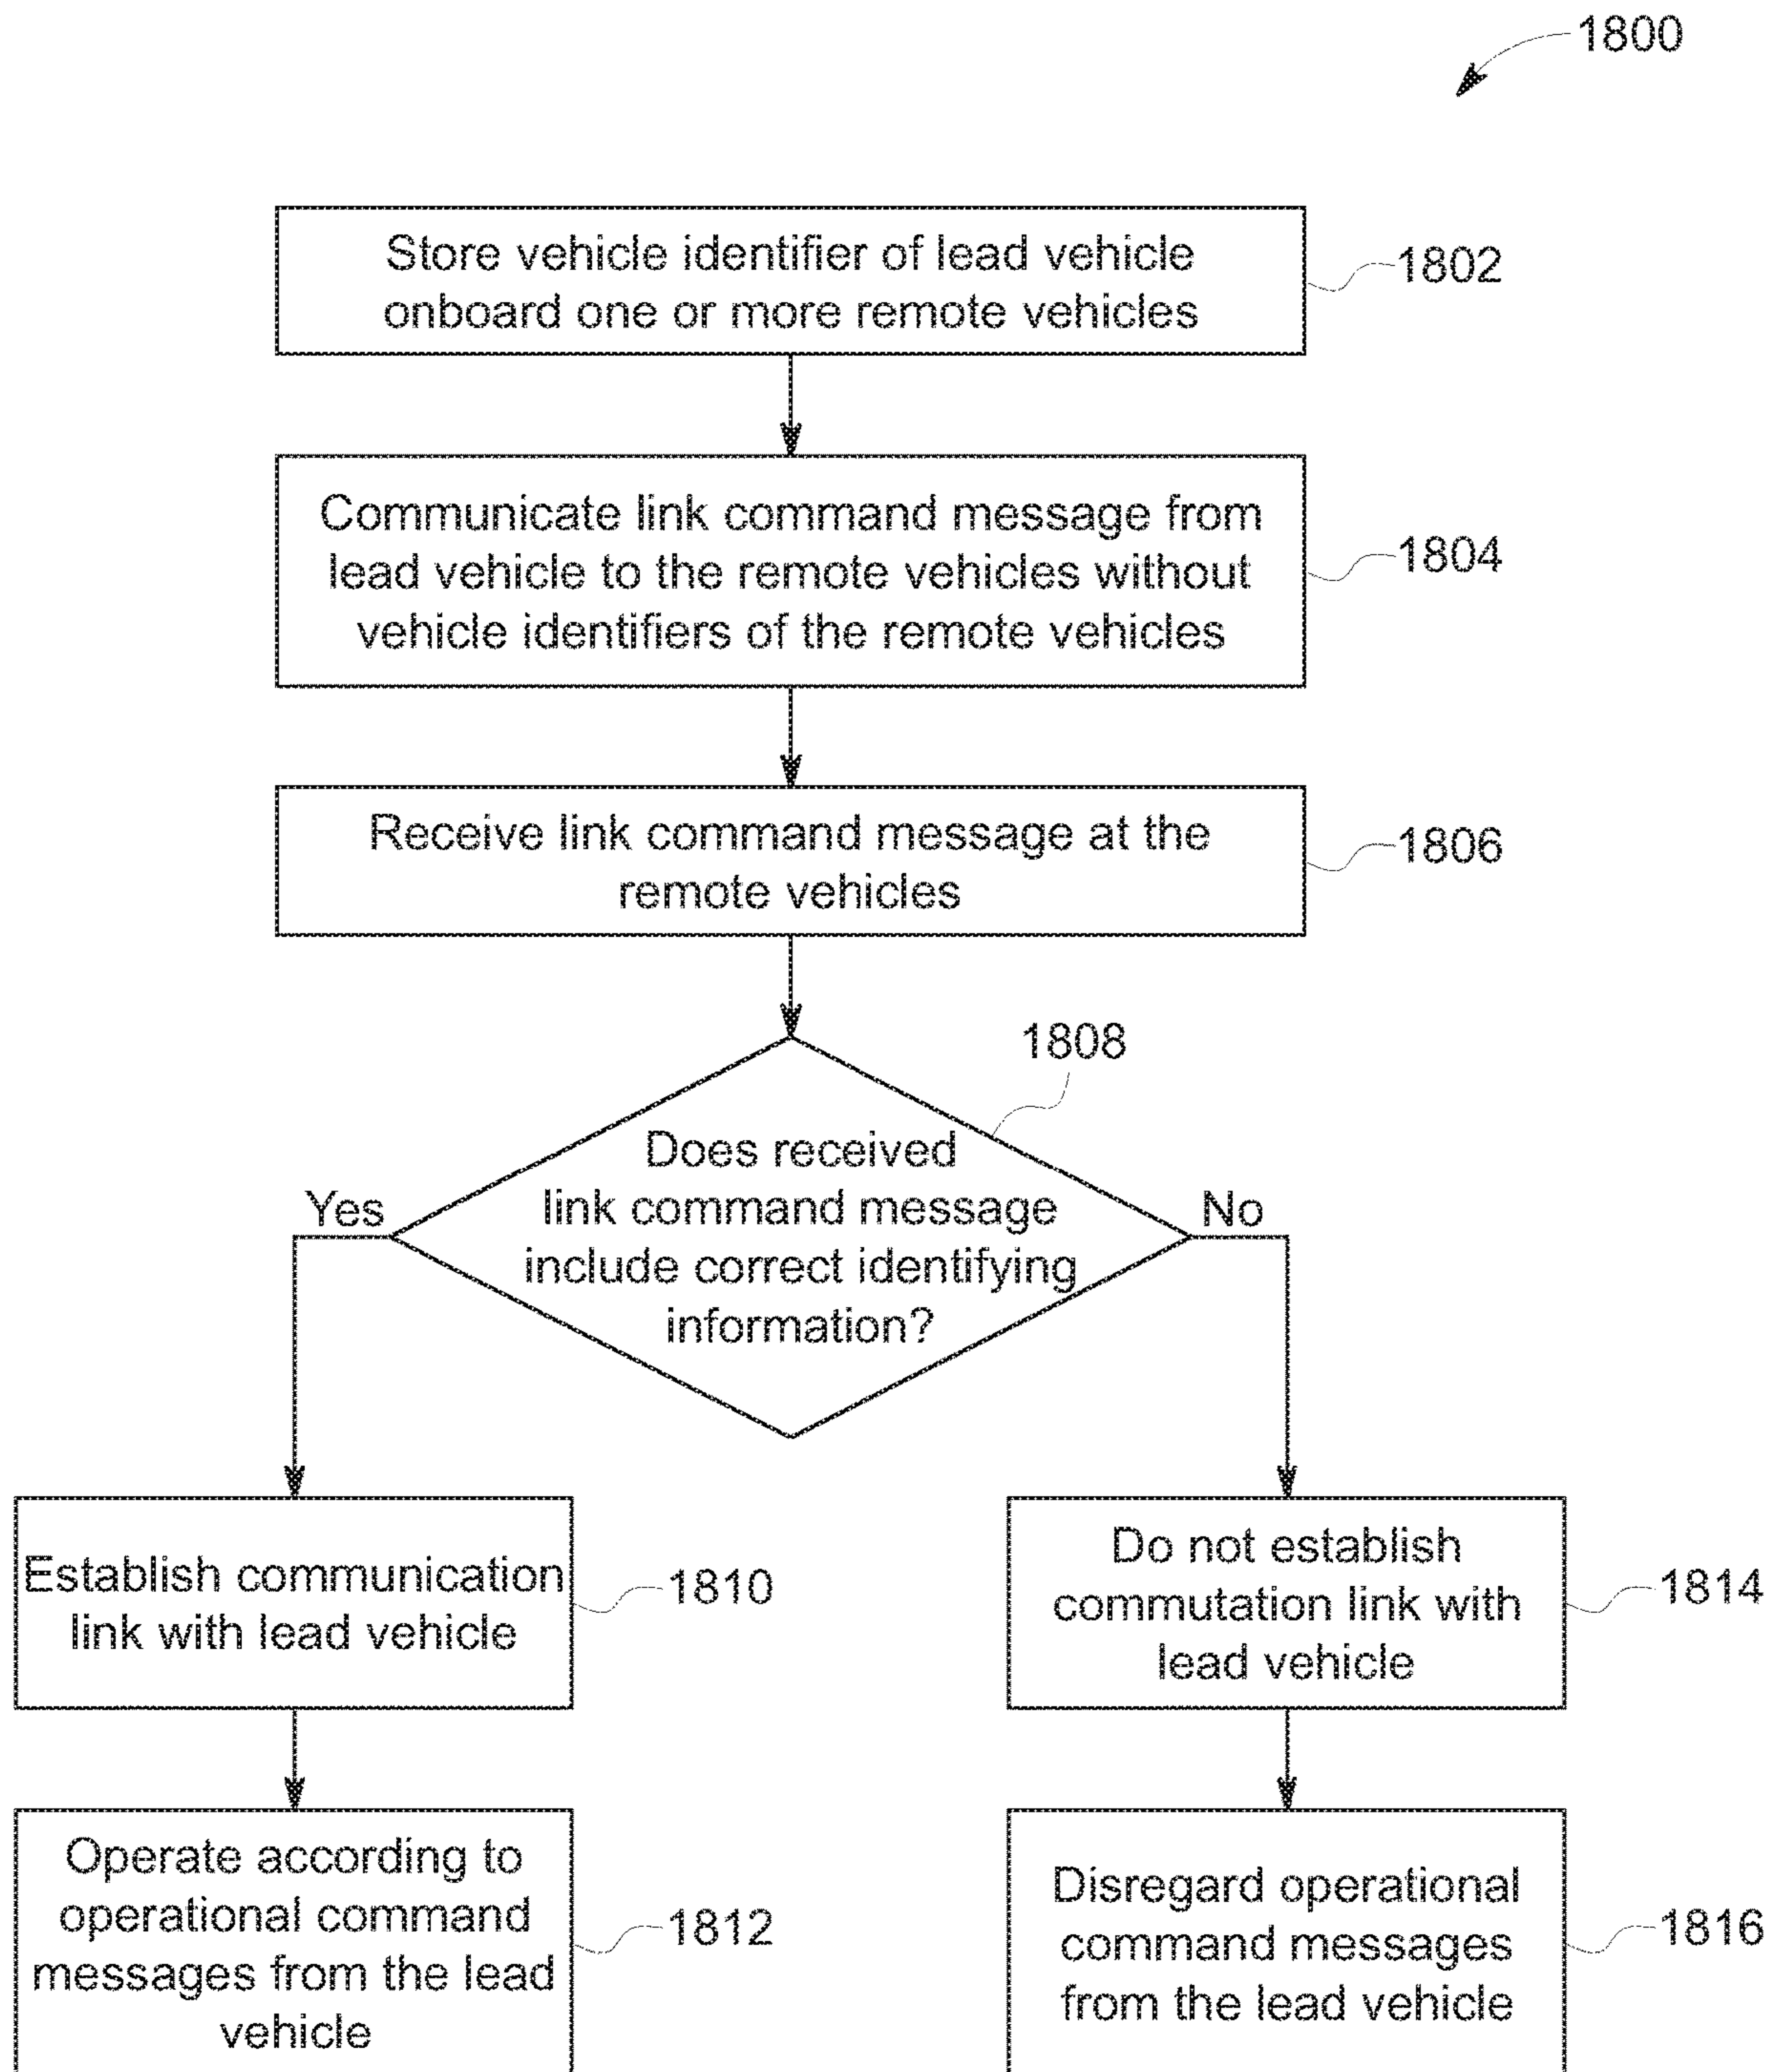 1800
Store vehicle identifier of lead vehicle
onboard one or more remote vehicles
1802
Communicate link command message from
lead vehicle to the remote vehicles without
vehicle identifiers of the remote vehicles
1804
Receive link command message at the
remote vehicles
1806
1808
Does received
link command message
include correct identifying
information?
Yes
No
Establish communication
link with lead vehicle
1810
Do not establish
commutation link with
lead vehicle
1814
Operate according to
operational command
messages from the lead
vehicle
1812
Disregard operational
command messages
from the lead vehicle
1816